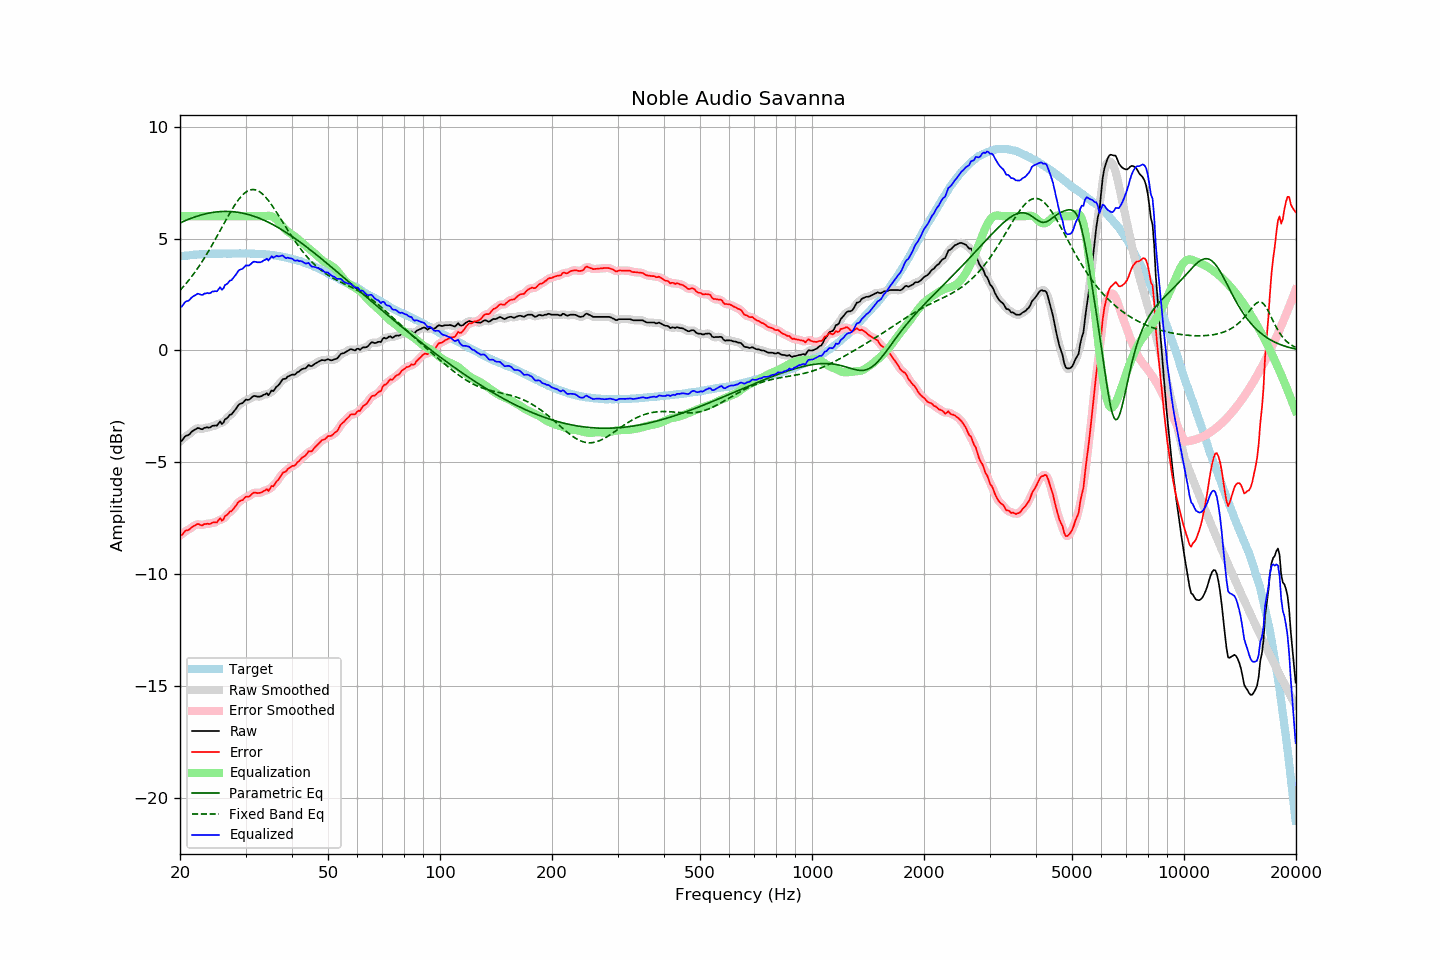 Noble Audio Savanna
Amplitude (dBr)
10
5
0
−5
−10
−15
−20
Target
Raw Smoothed
Error Smoothed
Raw
Error
Equalization
Parametric Eq
Fixed Band Eq
Equalized
20 50 100 200 500 1000 2000 5000 10000 20000
Frequency (Hz)